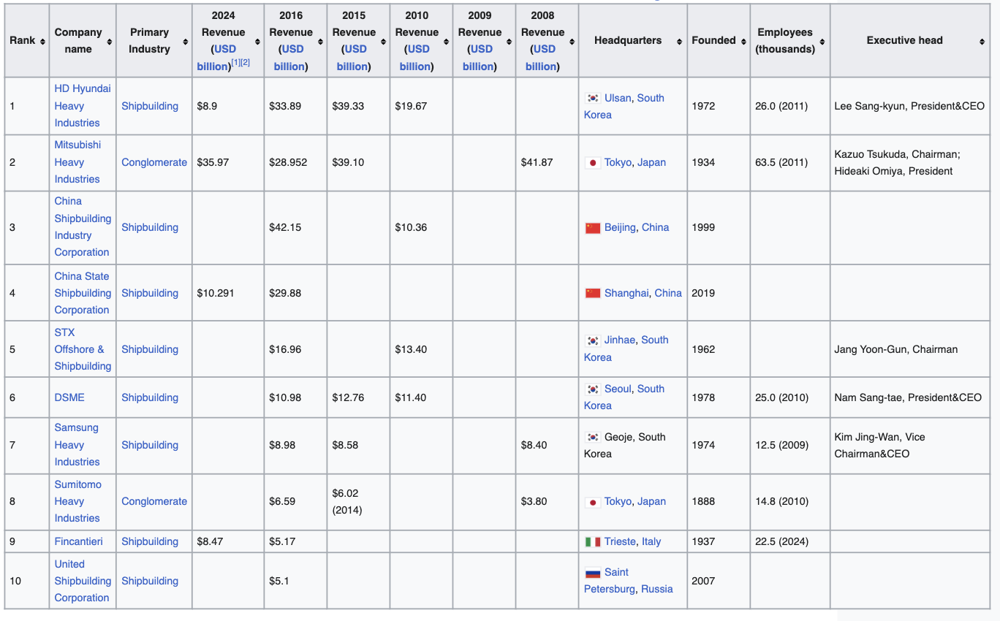 Rank Company name Primary Industry 2024 Revenue (USD billion)[1][2] 2016 Revenue (USD billion) 2015 Revenue (USD billion) 2010 Revenue (USD billion) 2009 Revenue (USD billion) 2008 Revenue (USD billion) Headquarters Founded Employees (thousands) Executive head
1 HD Hyundai Heavy Industries Shipbuilding $8.9 $33.89 $39.33 $19.67 Ulsan, South Korea 1972 26.0 (2011) Lee Sang-kyun, President&CEO
2 Mitsubishi Heavy Industries Conglomerate $35.97 $28.952 $39.10 $41.87 Tokyo, Japan 1934 63.5 (2011) Kazuo Tsukuda, Chairman; Hideaki Omiya, President
3 China Shipbuilding Industry Corporation Shipbuilding $42.15 $10.36 Beijing, China 1999
4 China State Shipbuilding Corporation Shipbuilding $10.291 $29.88 Shanghai, China 2019
5 STX Offshore & Shipbuilding Shipbuilding $16.96 $13.40 Jinhae, South Korea 1962 Jang Yoon-Gun, Chairman
6 DSME Shipbuilding $10.98 $12.76 $11.40 Seoul, South Korea 1978 25.0 (2010) Nam Sang-tae, President&CEO
7 Samsung Heavy Industries Shipbuilding $8.98 $8.58 $8.40 Geoje, South Korea 1974 12.5 (2009) Kim Jing-Wan, Vice Chairman&CEO
8 Sumitomo Heavy Industries Conglomerate $6.59 $6.02 (2014) $3.80 Tokyo, Japan 1888 14.8 (2010)
9 Fincantieri Shipbuilding $8.47 $5.17 Trieste, Italy 1937 22.5 (2024)
10 United Shipbuilding Corporation Shipbuilding $5.1 Saint Petersburg, Russia 2007